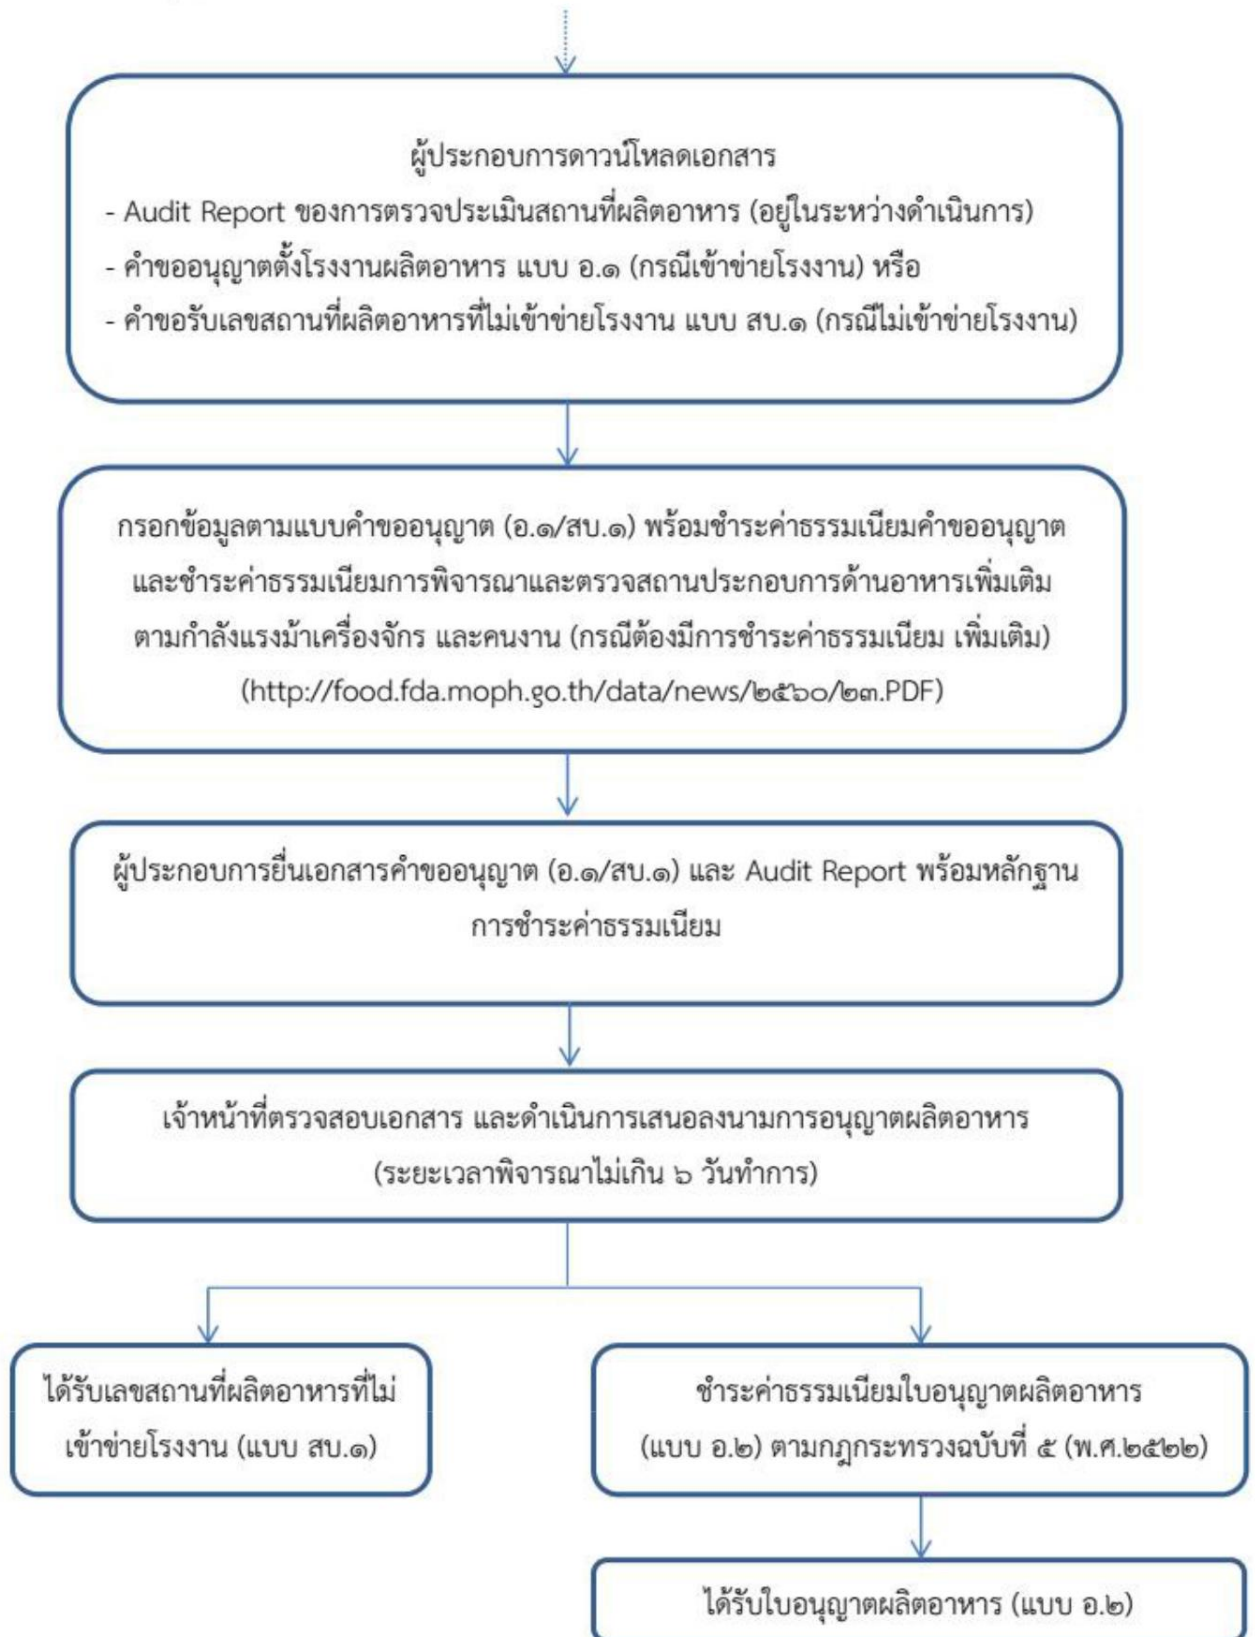 ผู้ประกอบการดาวน์โหลดเอกสาร
- Audit Report ของการตรวจประเมินสถานที่ผลิตอาหาร (อยู่ในระหว่างดำเนินการ)
- คำขออนุญาตตั้งโรงงานผลิตอาหาร แบบ อ.๑ (กรณีเข้าข่ายโรงงาน) หรือ
- คำขอรับเลขสถานที่ผลิตอาหารที่ไม่เข้าข่ายโรงงาน แบบ สบ.๑ (กรณีไม่เข้าข่ายโรงงาน)
กรอกข้อมูลตามแบบคำขออนุญาต (อ.๑/สบ.๑) พร้อมชำระค่าธรรมเนียมคำขออนุญาต
และชำระค่าธรรมเนียมการพิจารณาและตรวจสถานประกอบการด้านอาหารเพิ่มเติม
ตามกำลังแรงม้าเครื่องจักร และคนงาน (กรณีต้องมีการชำระค่าธรรมเนียม เพิ่มเติม)
(http://food.fda.moph.go.th/data/news/๒๕๖๐/๒๓.PDF)
ผู้ประกอบการยื่นเอกสารคำขออนุญาต (อ.๑/สบ.๑) และ Audit Report พร้อมหลักฐาน
การชำระค่าธรรมเนียม
เจ้าหน้าที่ตรวจสอบเอกสาร และดำเนินการเสนอลงนามการอนุญาตผลิตอาหาร
(ระยะเวลาพิจารณาไม่เกิน ๖ วันทำการ)
ได้รับเลขสถานที่ผลิตอาหารที่ไม่
เข้าข่ายโรงงาน (แบบ สบ.๑)
ชำระค่าธรรมเนียมใบอนุญาตผลิตอาหาร
(แบบ อ.๒) ตามกฎกระทรวงฉบับที่ ๕ (พ.ศ.๒๕๒๒)
ได้รับใบอนุญาตผลิตอาหาร (แบบ อ.๒)